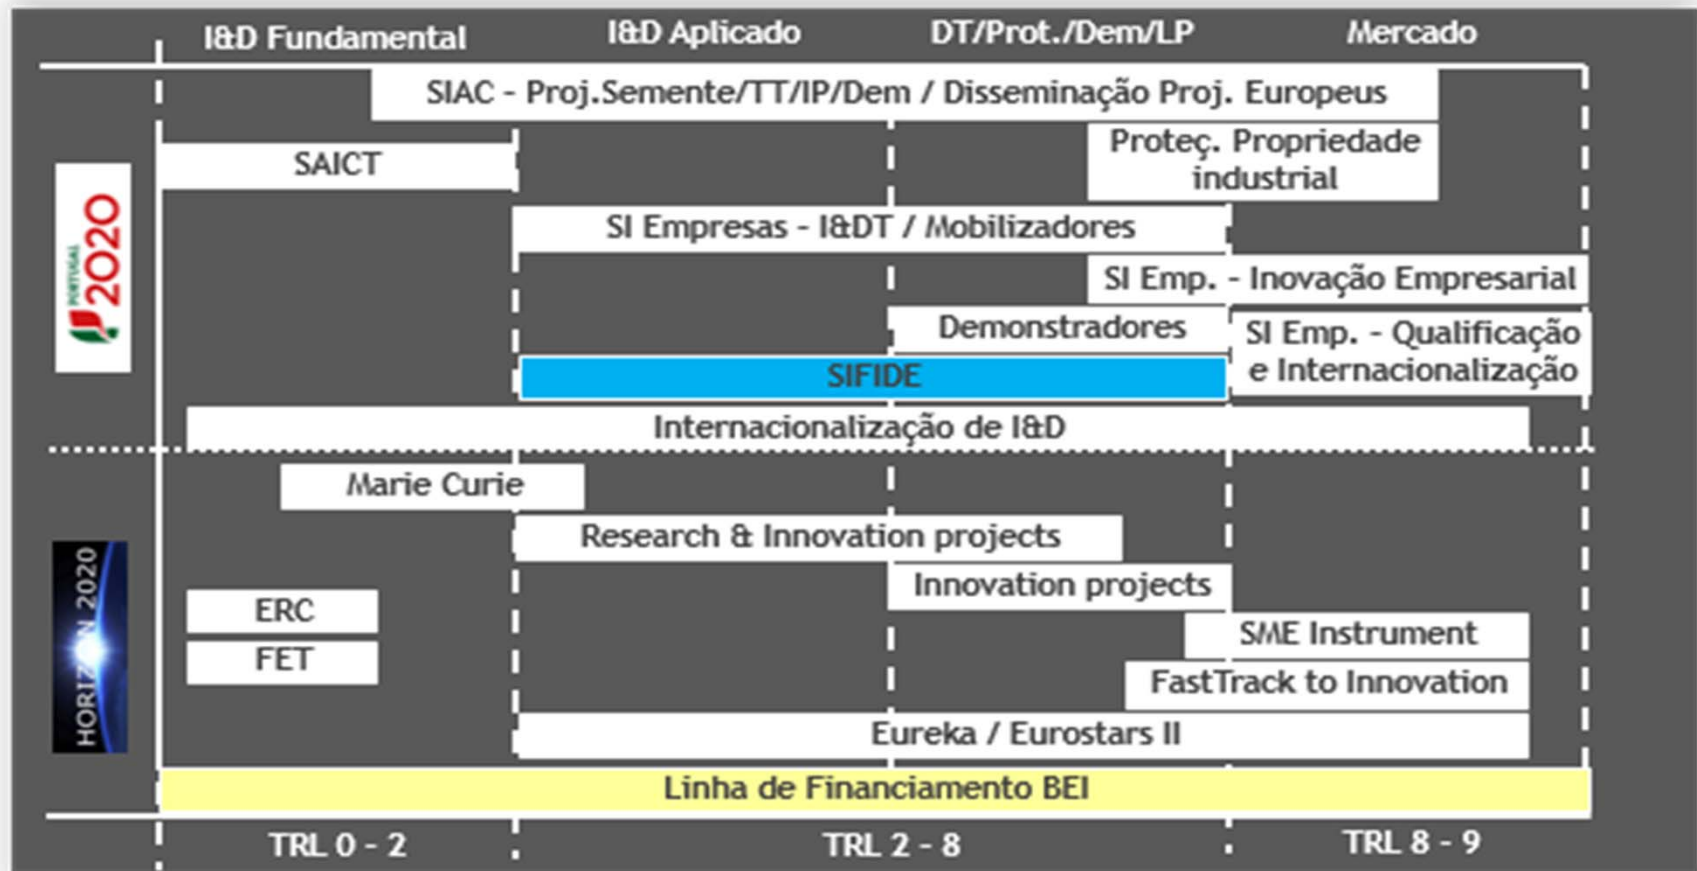 I&D Fundamental
I&D Aplicado
DT/Prot./Dem/LP
Mercado
SIAC - Proj.Semente/TT/IP/Dem / Disseminação Proj. Europeus
Proteç. Propriedade
industrial
SAICT
SI Empresas - I&DT / Mobilizadores
SI Emp. - Inovação Empresarial
Demonstradores
SI Emp. - Qualificação
e Internacionalização
SIFIDE
Internacionalização de I&D
PORTUGAL
2020
Marie Curie
Research & Innovation projects
Innovation projects
ERC
SME Instrument
FET
FastTrack to Innovation
Eureka / Eurostars II
HORIZON 2020
Linha de Financiamento BEI
TRL 0 - 2
TRL 2 - 8
TRL 8 - 9